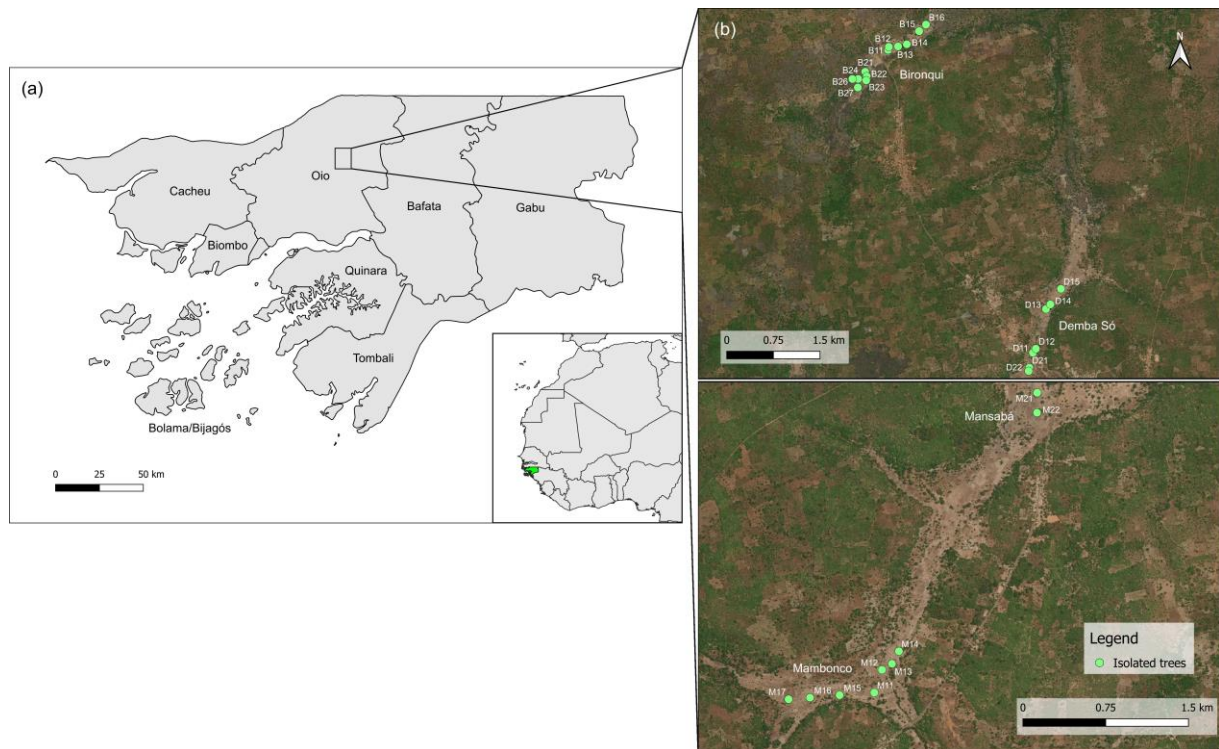 (a)
Cacheu
Oio
Bafata
Gabu
Biombo
Quinara
Tombali
Bolama/Bijagós
0 25 50 km
(b)
N
B16
B15
B14
B12
B11
B13
Bironqui
B21
B24
B22
B26
B23
B27
D15
D14
D13
Demba Só
D12
D11
D21
D22
0 0.75 1.5 km
M21
Mansabá
M22
M14
Mambonco
M12
M13
M11
M15
M16
M17
Legend
Isolated trees
0 0.75 1.5 km